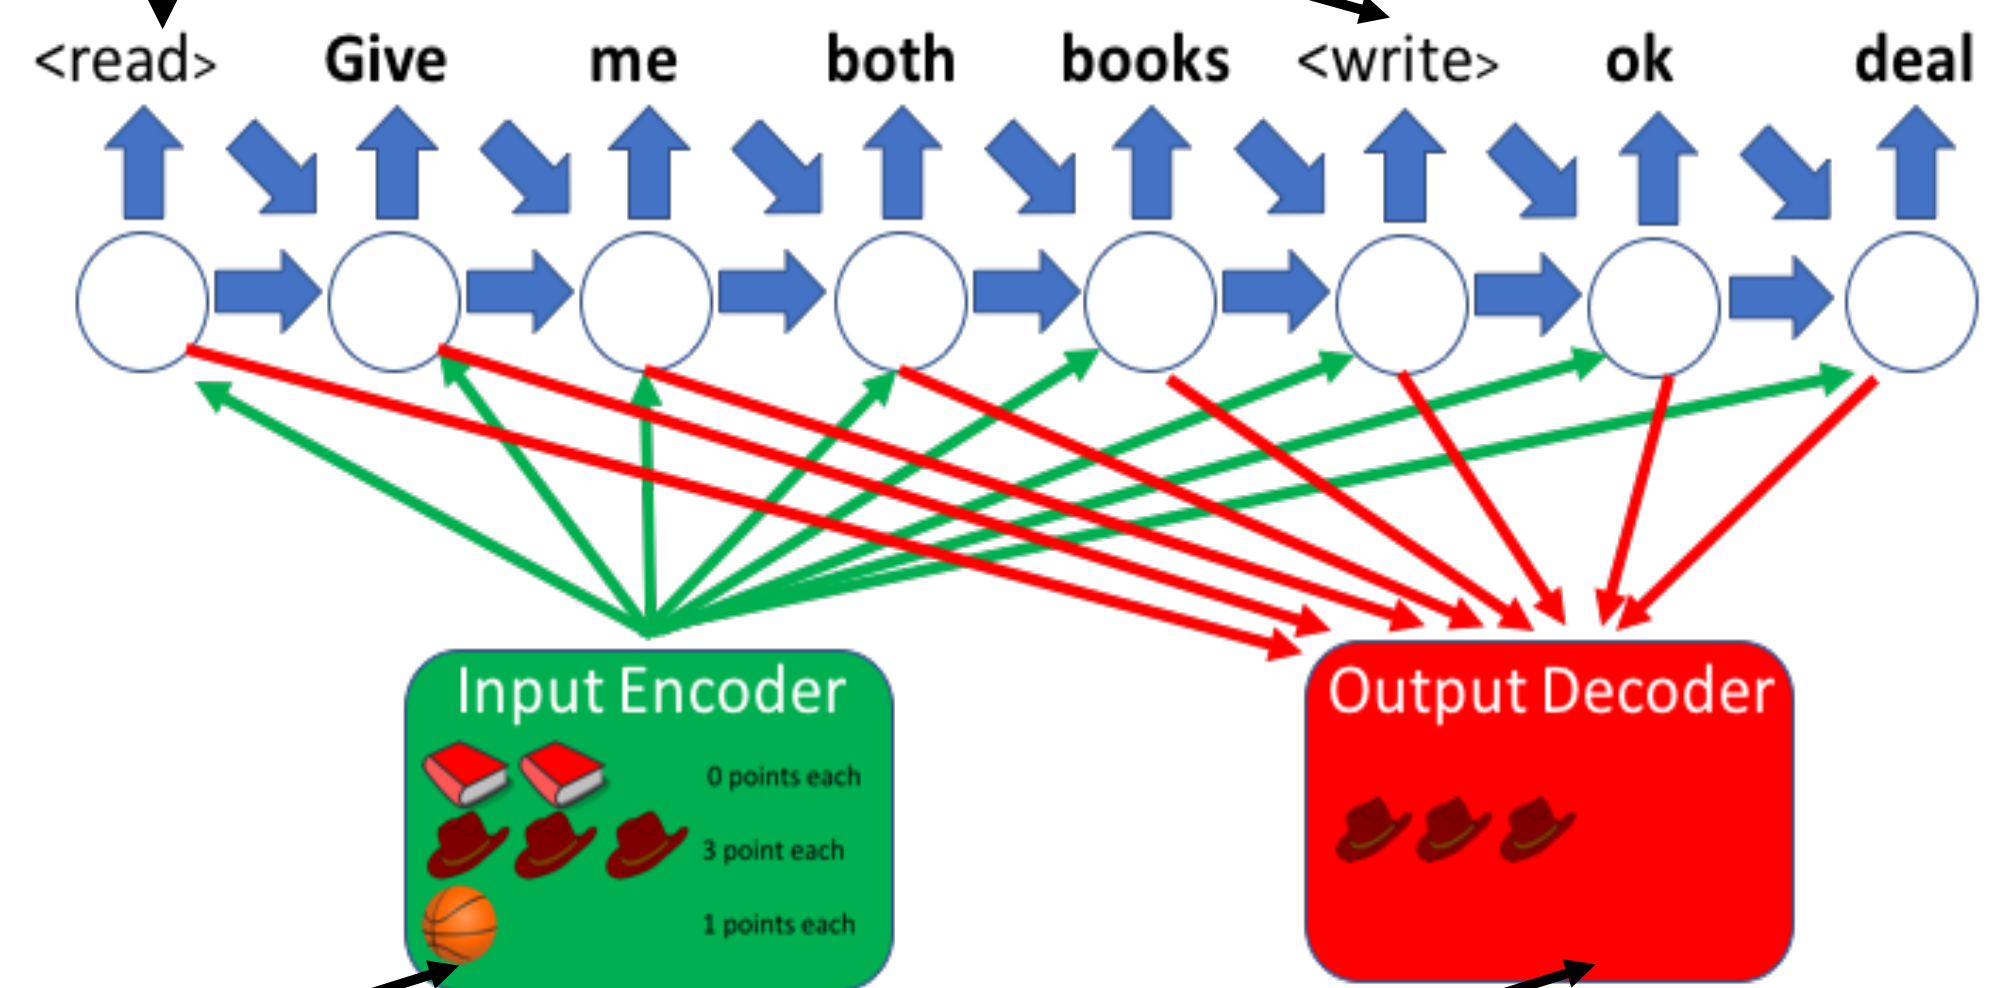 <read> Give me both books <write> ok deal
Input Encoder
0 points each
3 point each
1 points each
Output Decoder